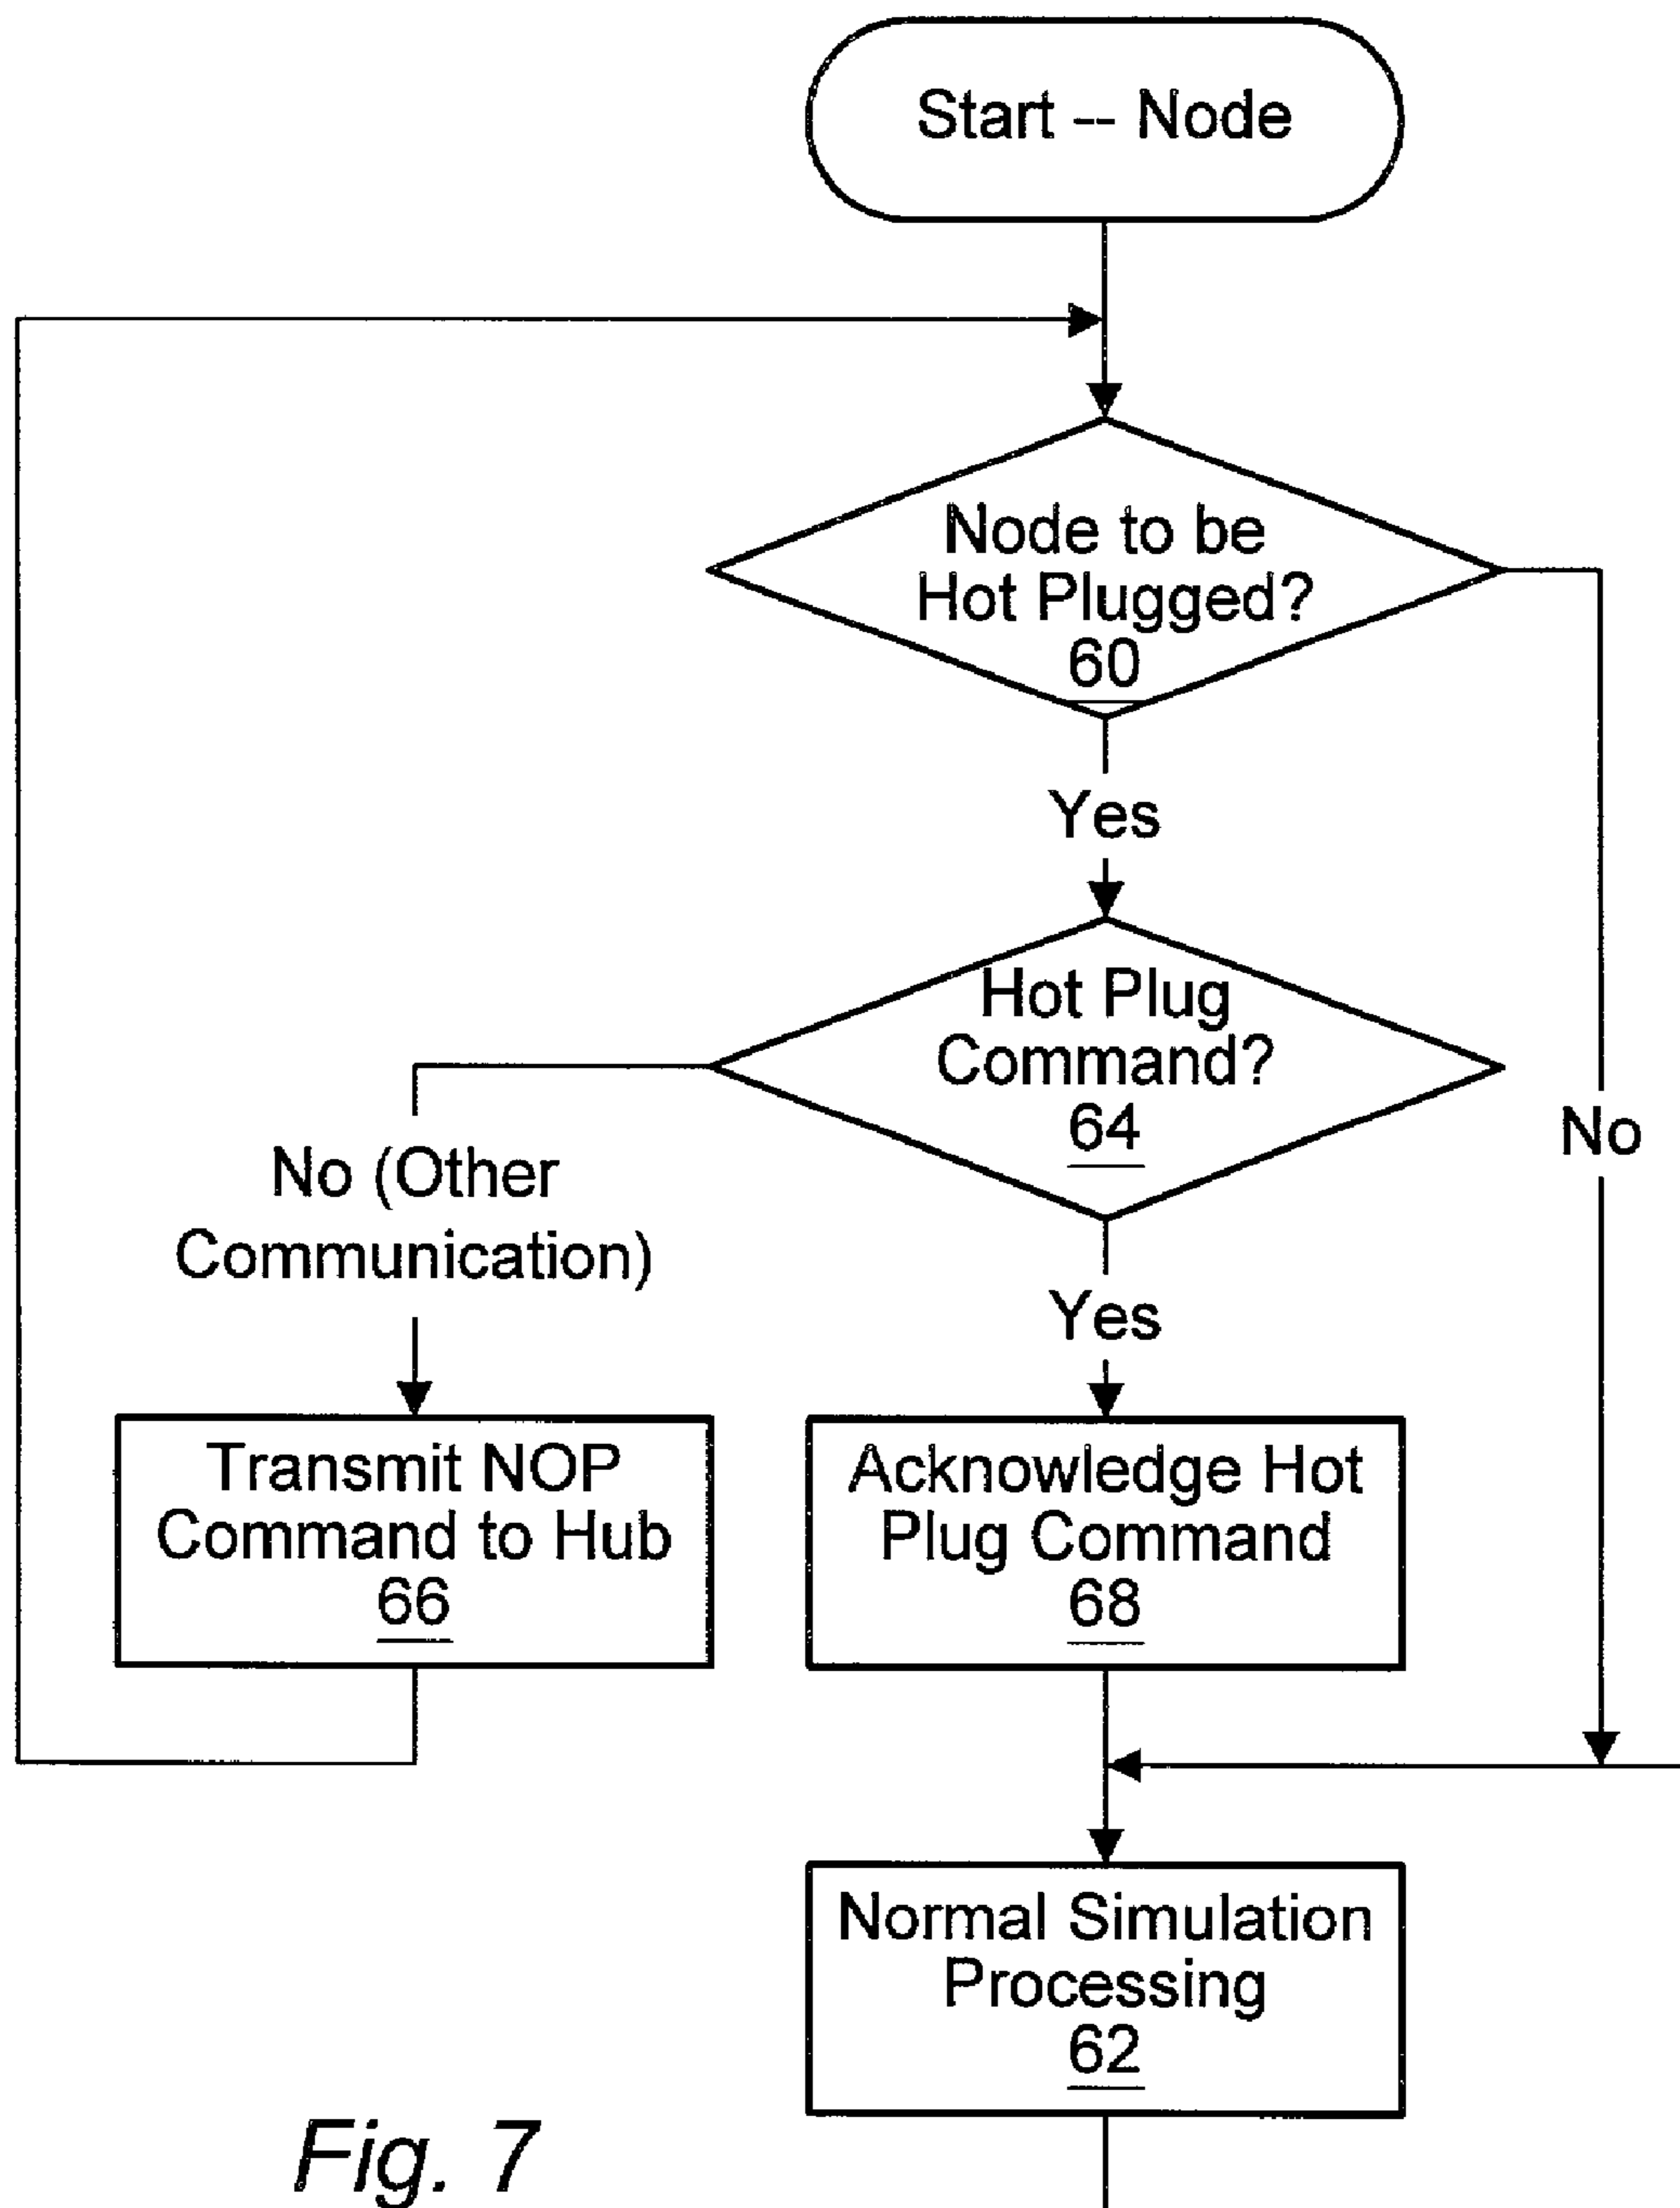 Start -- Node
Node to be
Hot Plugged?
60
Yes
Hot Plug
Command?
64
No
No (Other
Communication)
Yes
Transmit NOP
Command to Hub
66
Acknowledge Hot
Plug Command
68
Normal Simulation
Processing
62
Fig. 7